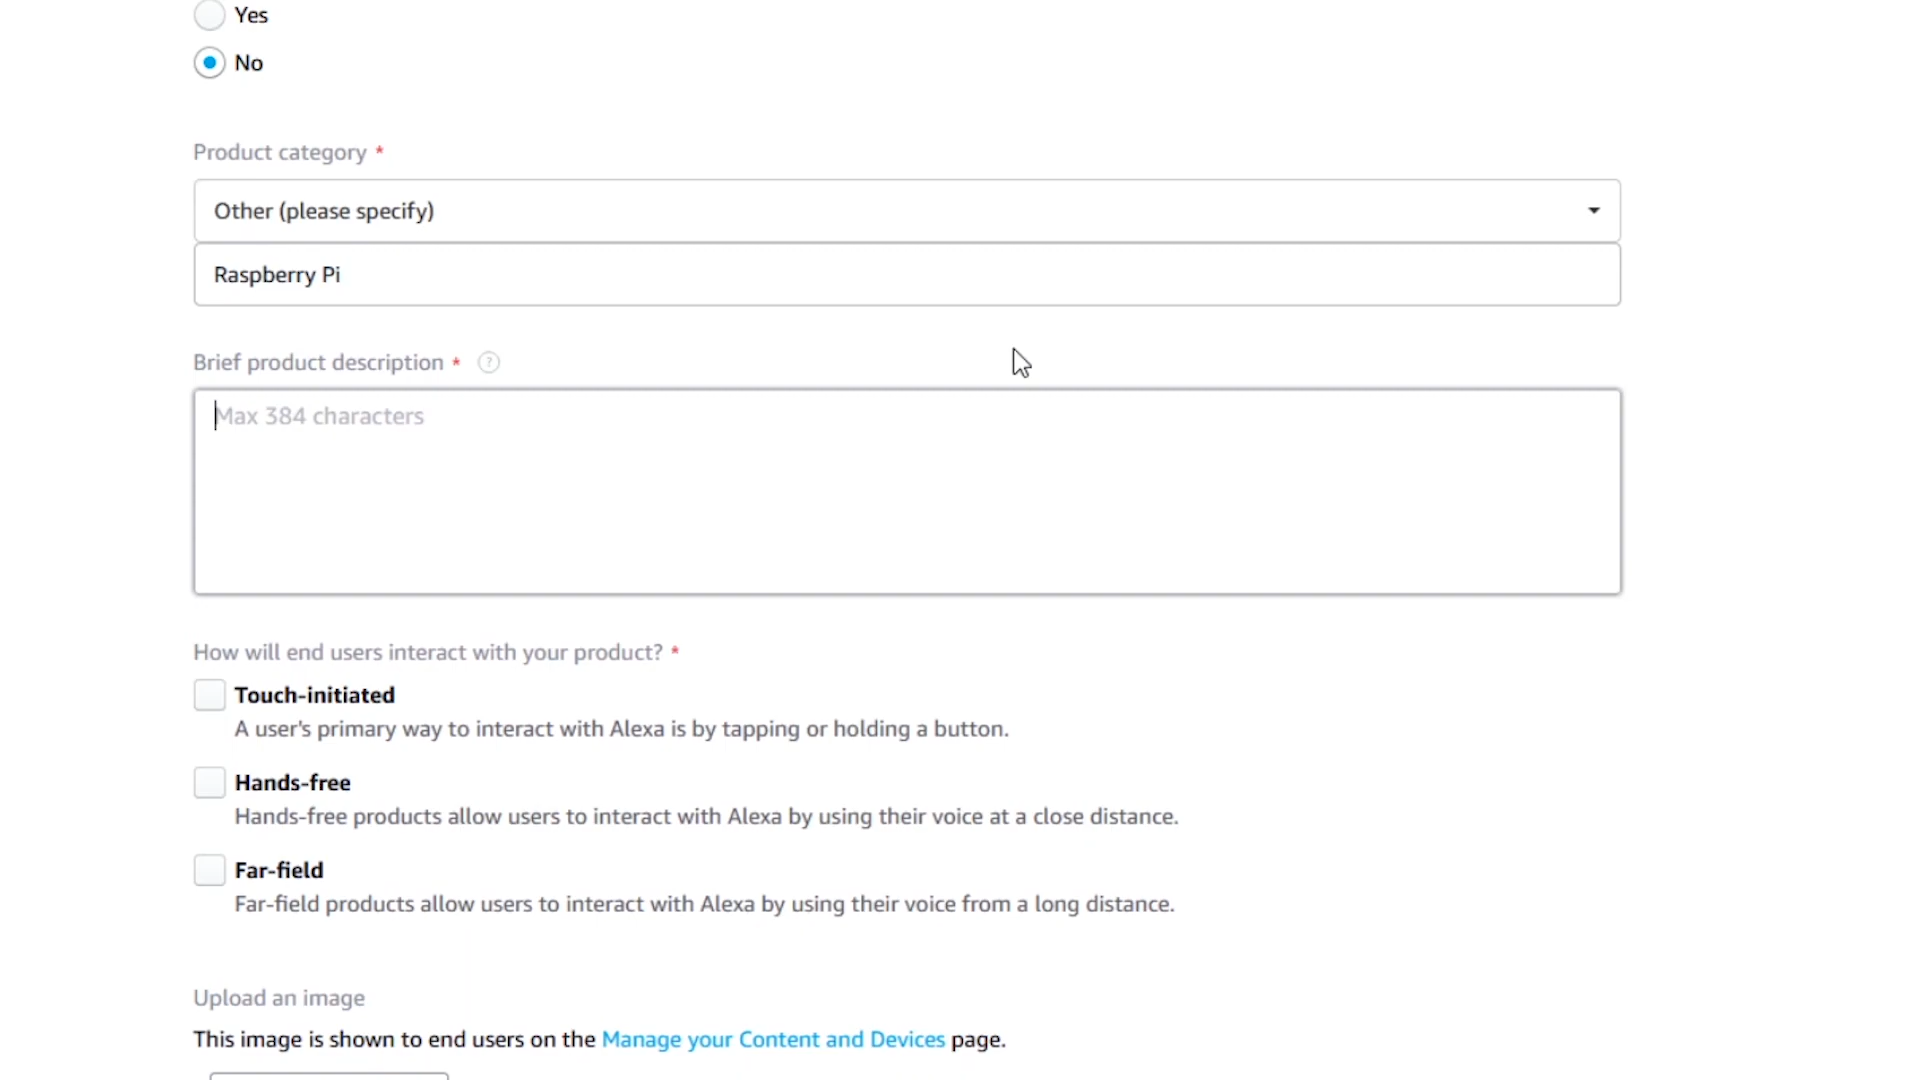 Yes
No
Product category *
Other (please specify)
Raspberry Pi
Brief product description * ?
Max 384 characters
How will end users interact with your product? *
Touch-initiated
A user's primary way to interact with Alexa is by tapping or holding a button.
Hands-free
Hands-free products allow users to interact with Alexa by using their voice at a close distance.
Far-field
Far-field products allow users to interact with Alexa by using their voice from a long distance.
Upload an image
This image is shown to end users on the Manage your Content and Devices page.